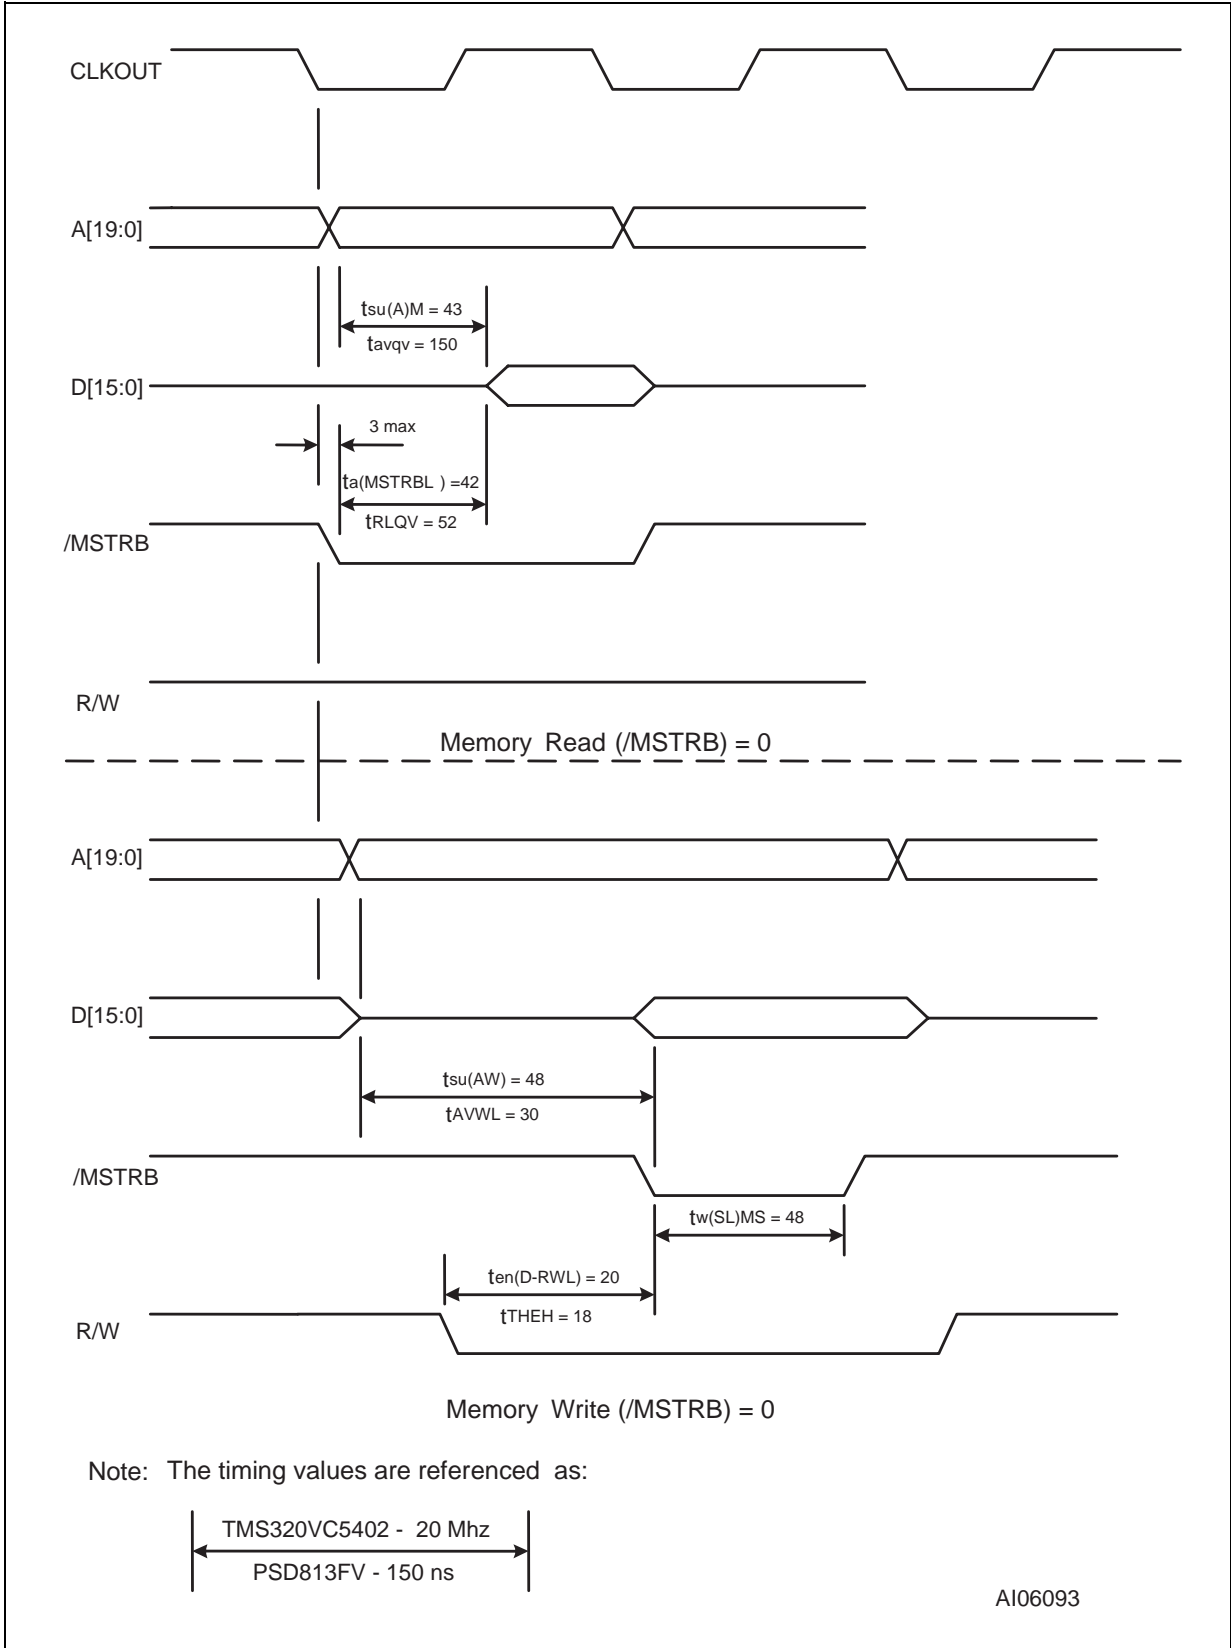 CLKOUT
A[19:0]
tsu(A)M = 43
tavqv = 150
D[15:0]
3 max
ta(MSTRBL ) =42
tRLQV = 52
/MSTRB
R/W
Memory Read (/MSTRB) = 0
A[19:0]
D[15:0]
tsu(AW) = 48
tAVWL = 30
/MSTRB
tw(SL)MS = 48
ten(D-RWL) = 20
tTHEH = 18
R/W
Memory Write (/MSTRB) = 0
Note: The timing values are referenced as:
TMS320VC5402 - 20 Mhz
PSD813FV - 150 ns
AI06093